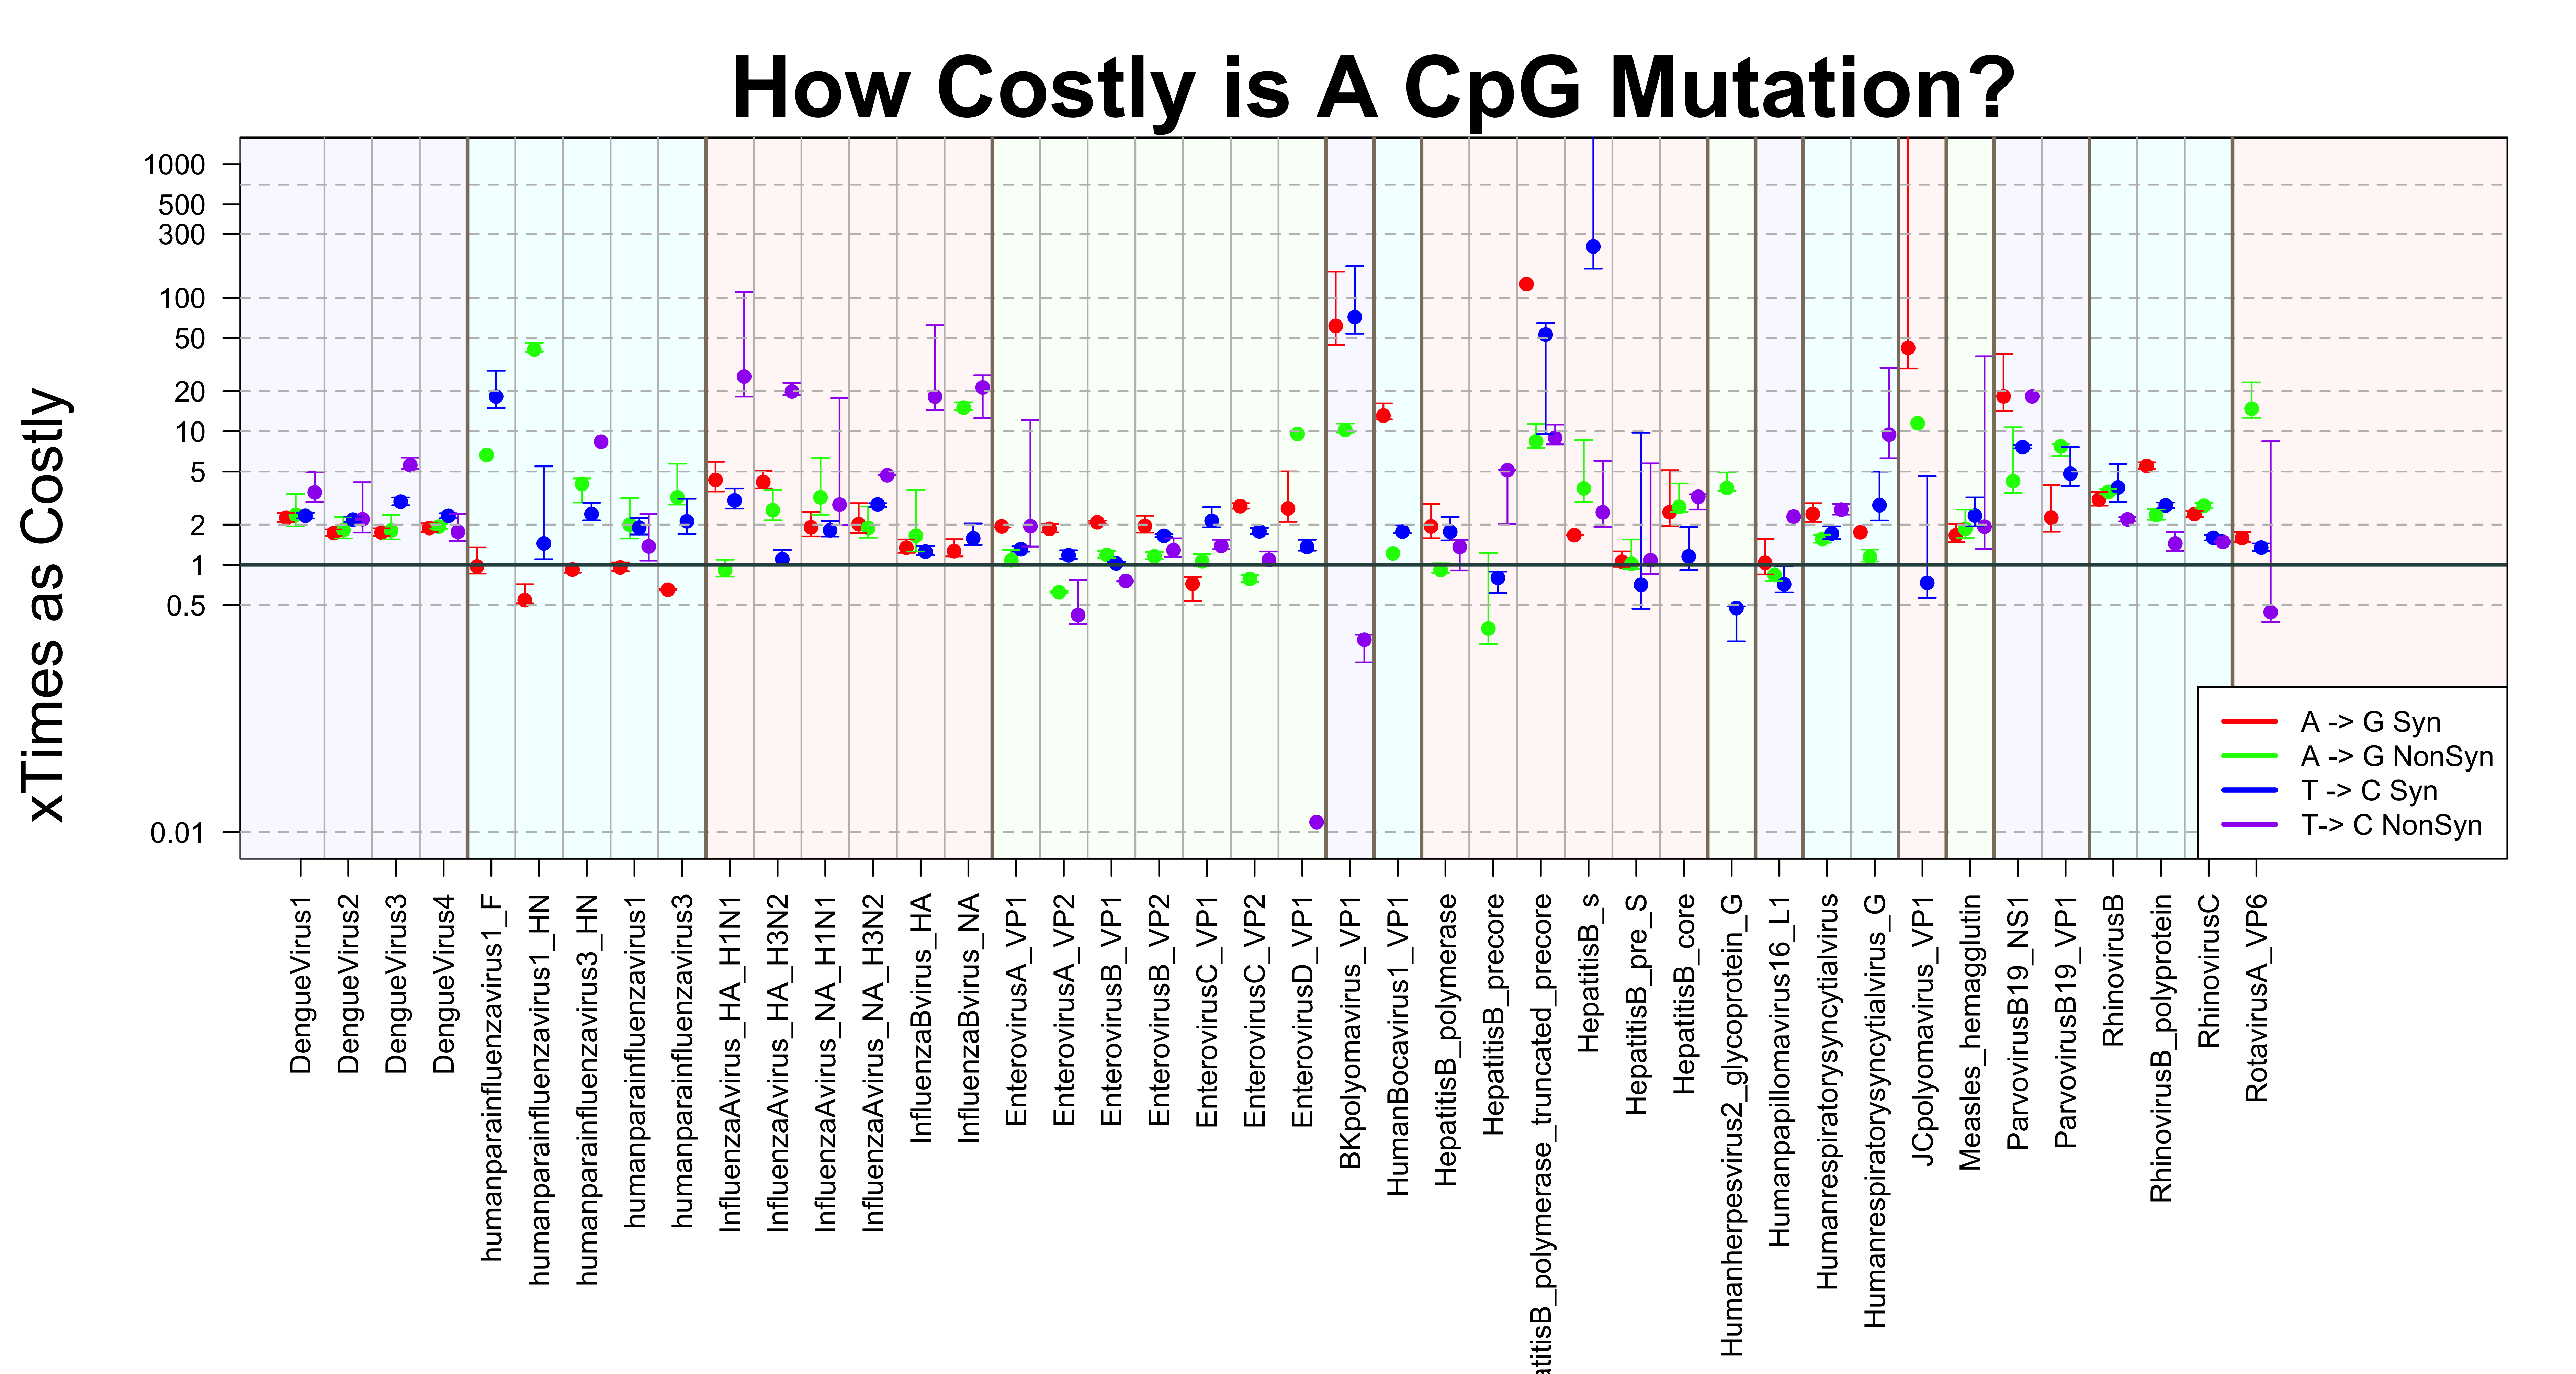 How Costly is A CpG Mutation?
xTimes as Costly
1000
500
300
100
50
20
10
5
2
1
0.5
0.01
A -> G Syn
A -> G NonSyn
T -> C Syn
T-> C NonSyn
DengueVirus1
DengueVirus2
DengueVirus3
DengueVirus4
humanparainfluenzavirus1_F
humanparainfluenzavirus1_HN
humanparainfluenzavirus3_HN
humanparainfluenzavirus1
humanparainfluenzavirus3
InfluenzaAvirus_HA_H1N1
InfluenzaAvirus_HA_H3N2
InfluenzaAvirus_NA_H1N1
InfluenzaAvirus_NA_H3N2
InfluenzaBvirus_HA
InfluenzaBvirus_NA
EnterovirusA_VP1
EnterovirusA_VP2
EnterovirusB_VP1
EnterovirusB_VP2
EnterovirusC_VP1
EnterovirusC_VP2
EnterovirusD_VP1
BKpolyomavirus_VP1
HumanBocavirus1_VP1
HepatitisB_polymerase
HepatitisB_precore
atitisB_polymerase_truncated_precore
HepatitisB_s
HepatitisB_pre_S
HepatitisB_core
Humanherpesvirus2_glycoprotein_G
Humanpapillomavirus16_L1
Humanrespiratorysyncytialvirus
Humanrespiratorysyncytialvirus_G
JCpolyomavirus_VP1
Measles_hemagglutin
ParvovirusB19_NS1
ParvovirusB19_VP1
RhinovirusB
RhinovirusB_polyprotein
RhinovirusC
RotavirusA_VP6